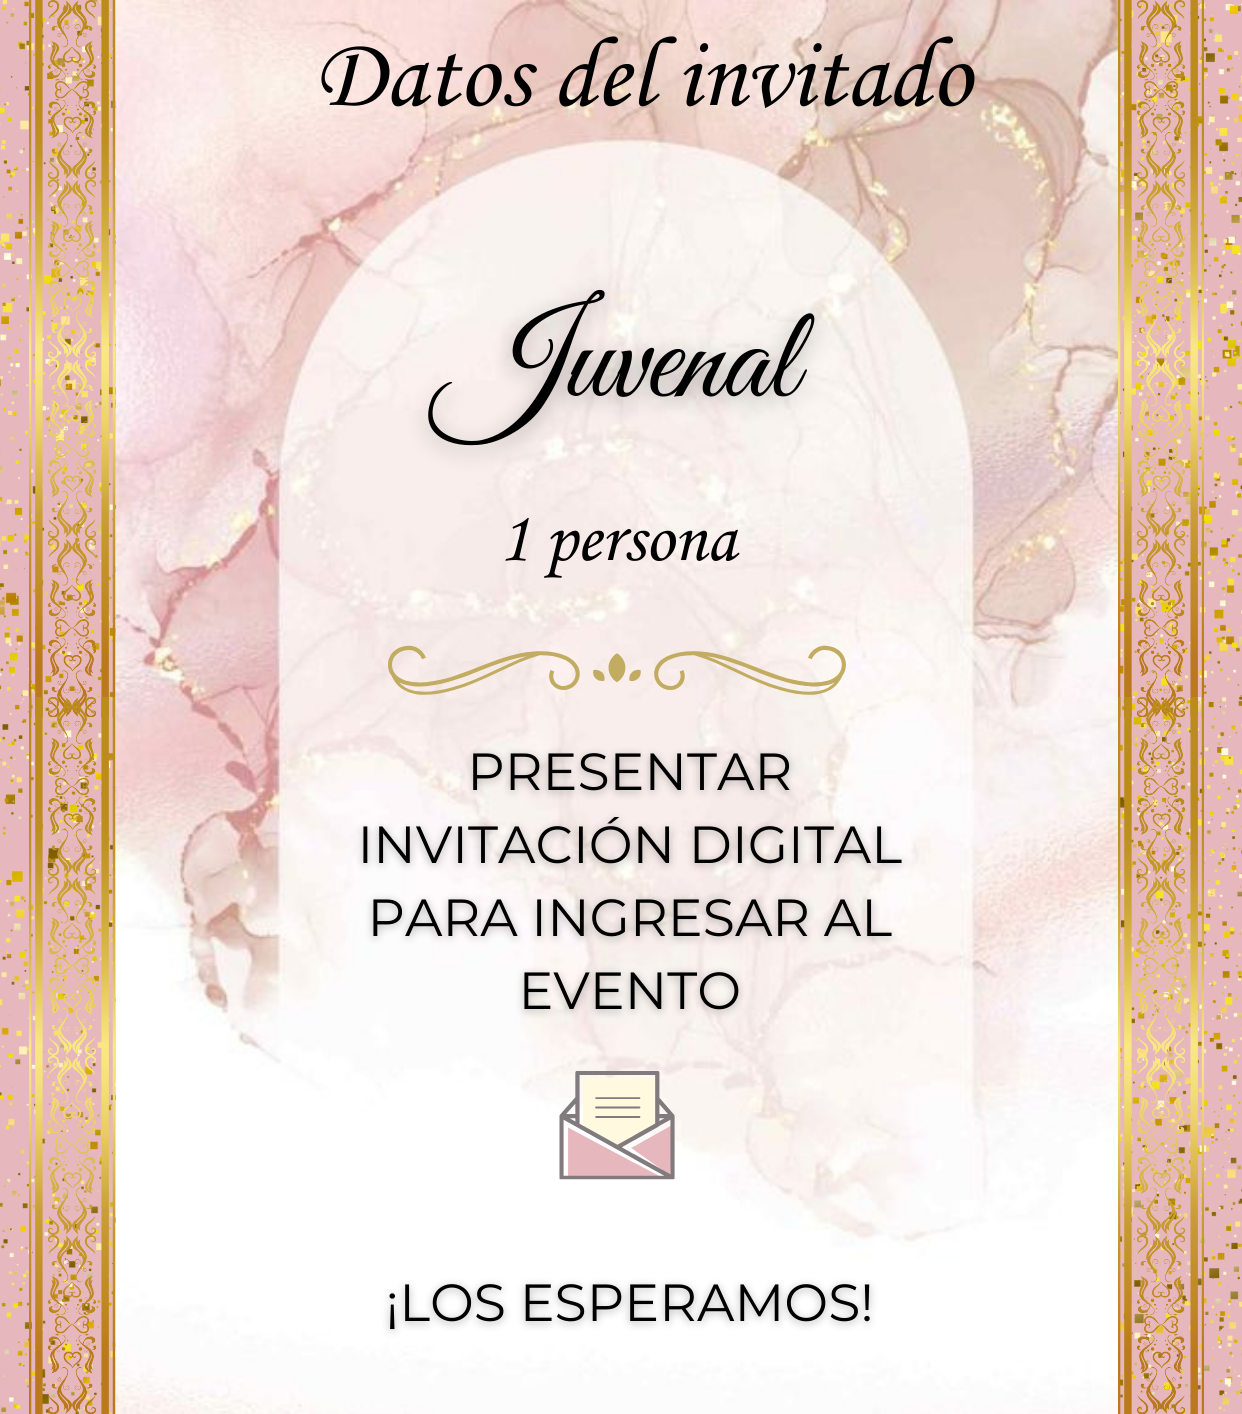 Datos del invitado
Juvenal
1 persona
PRESENTAR
INVITACIÓN DIGITAL
PARA INGRESAR AL
EVENTO
¡LOS ESPERAMOS!